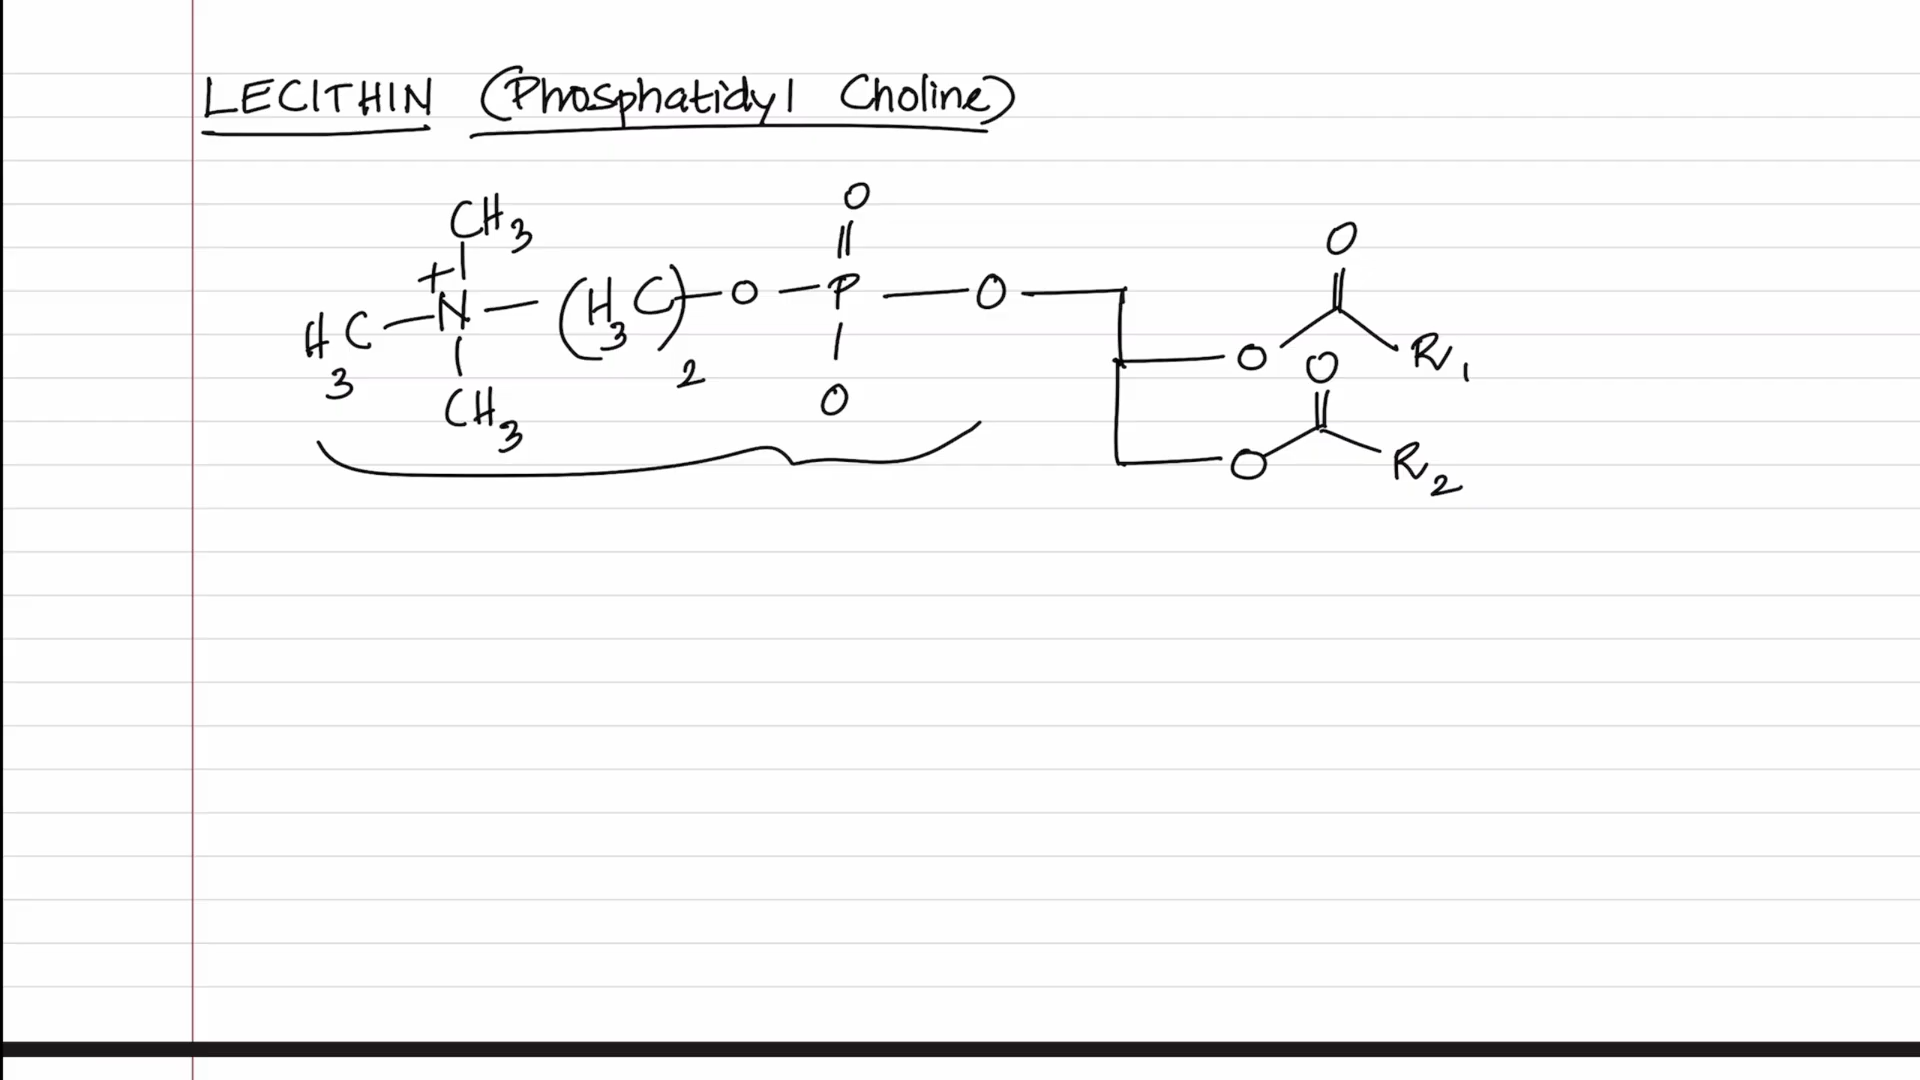 LECITHIN (Phosphatidyl Choline)
O
CH3 O
+
H3C N (H3C)2 O P O
O R1
O
CH3 O
O R2